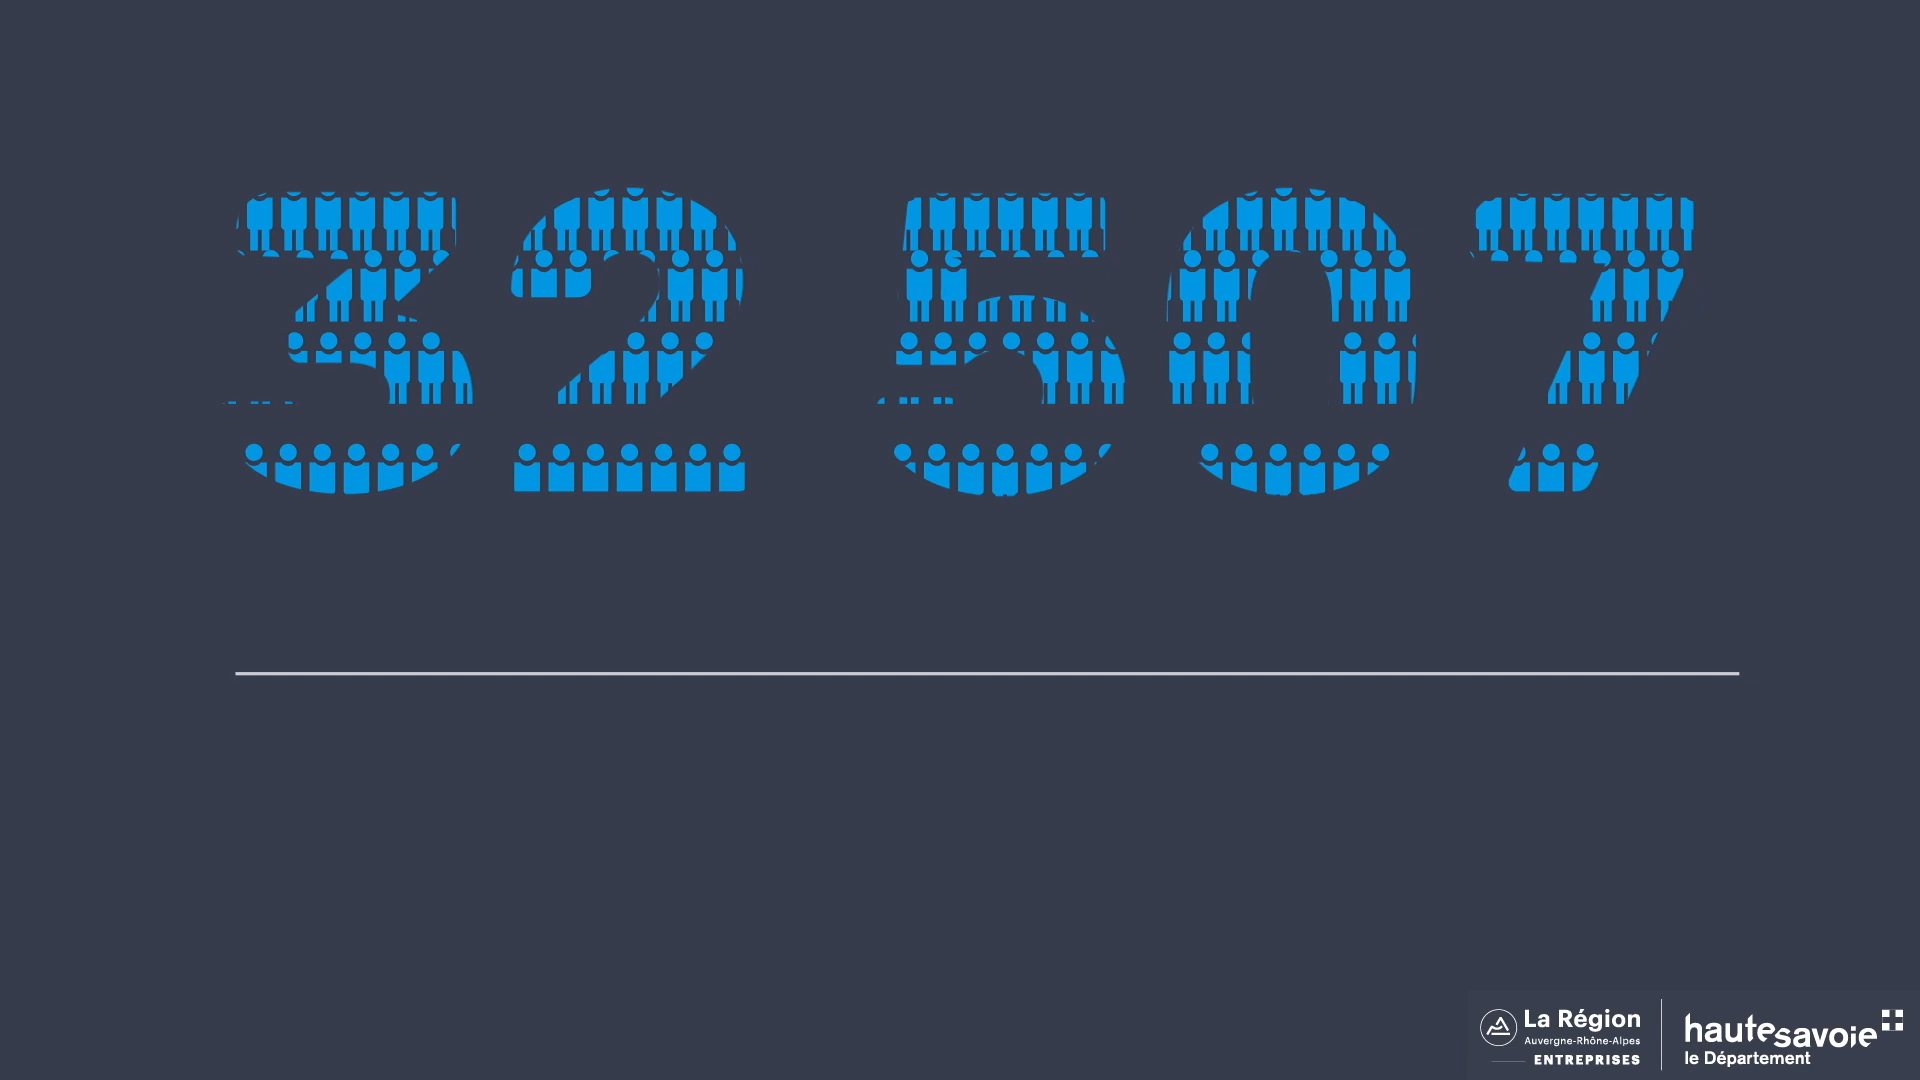 32 507
La Région
Auvergne-Rhône-Alpes
ENTREPRISES
hautesavoie
le Département